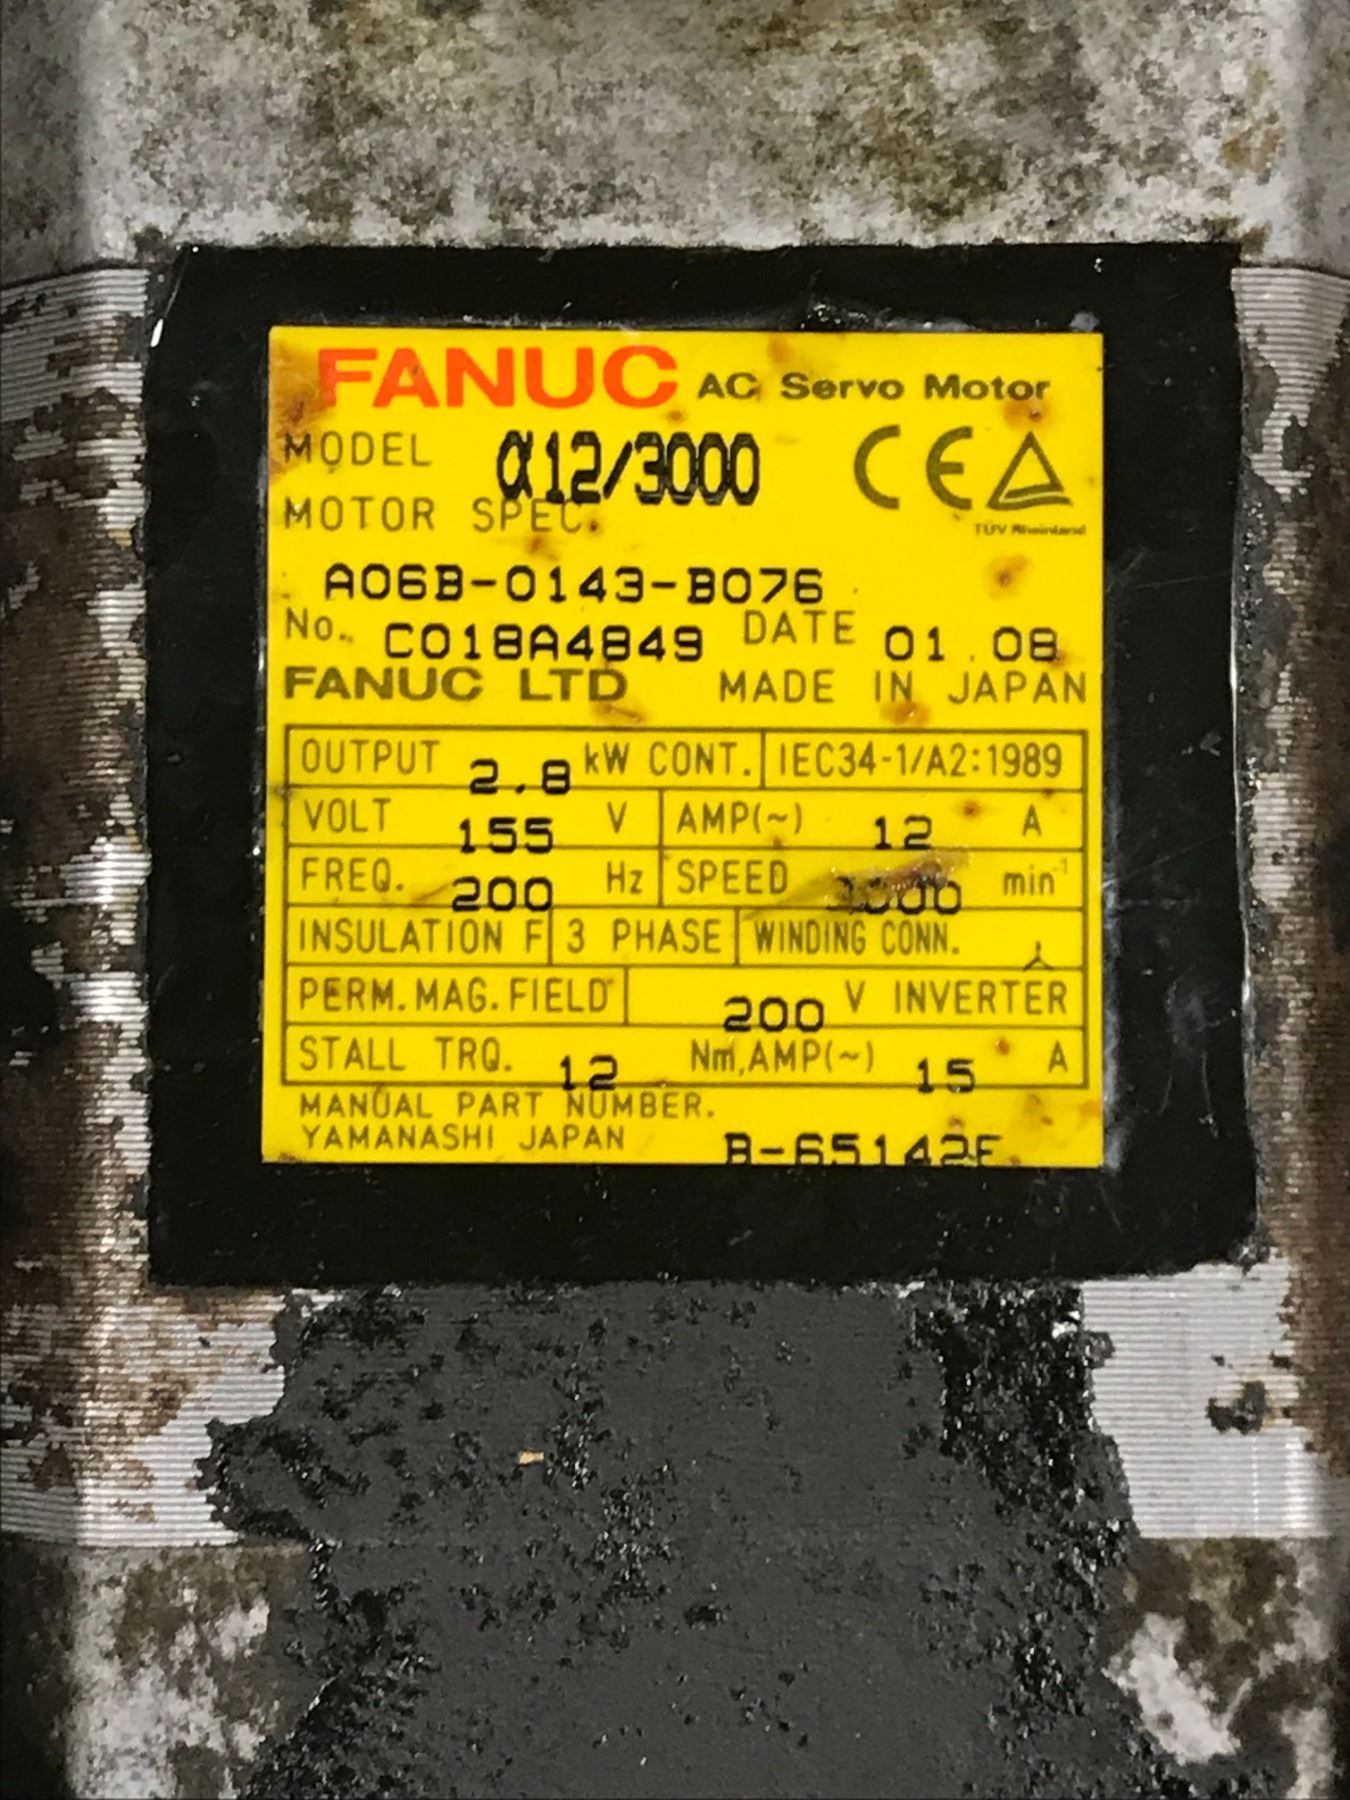 FANUC AC Servo Motor
MODEL α12/3000 CE
MOTOR SPEC.
TÜV Rheinland
A06B-0143-B076
No. C018A4849 DATE 01.08
FANUC LTD MADE IN JAPAN
OUTPUT 2.8 kW CONT. IEC34-1/A2:1989
VOLT 155 V AMP(~) 12 A
FREQ. 200 Hz SPEED 3000 min⁻¹
INSULATION F 3 PHASE WINDING CONN. ⅄
PERM.MAG.FIELD 200 V INVERTER
STALL TRQ. 12 Nm,AMP(~) 15 A
MANUAL PART NUMBER.
YAMANASHI JAPAN B-65142E